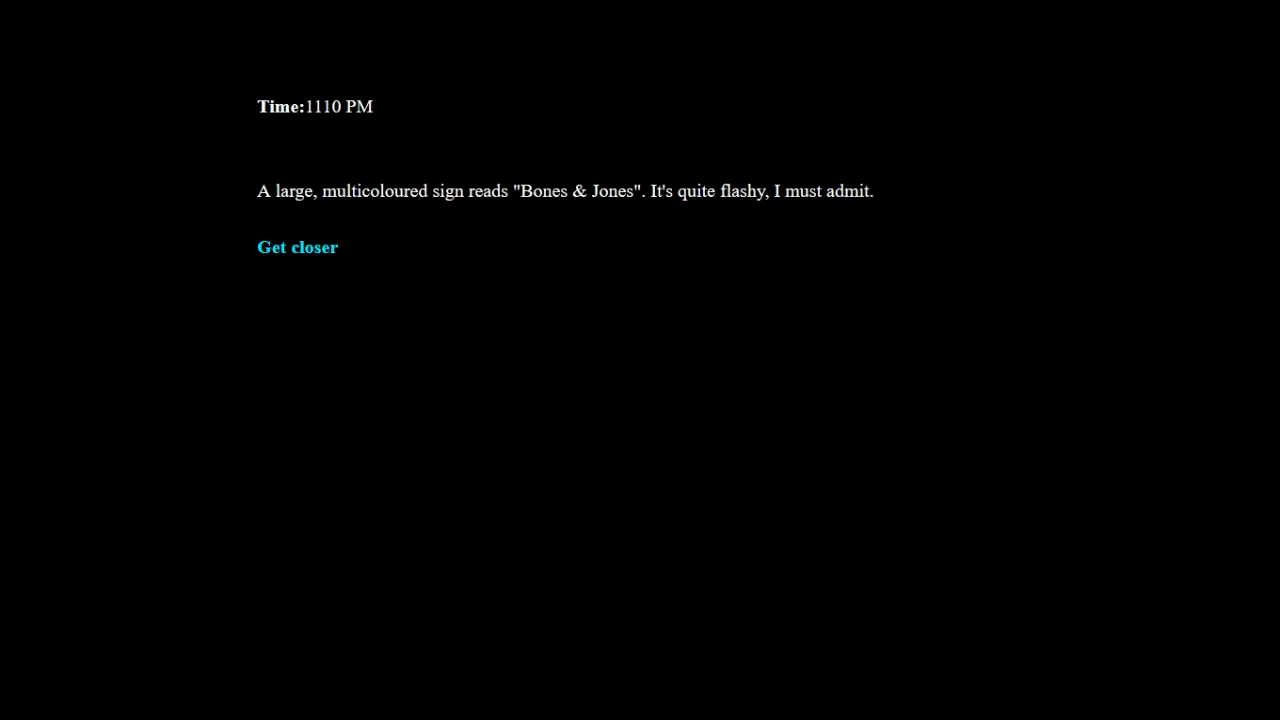 Time:1110 PM
A large, multicoloured sign reads "Bones & Jones". It's quite flashy, I must admit.
Get closer